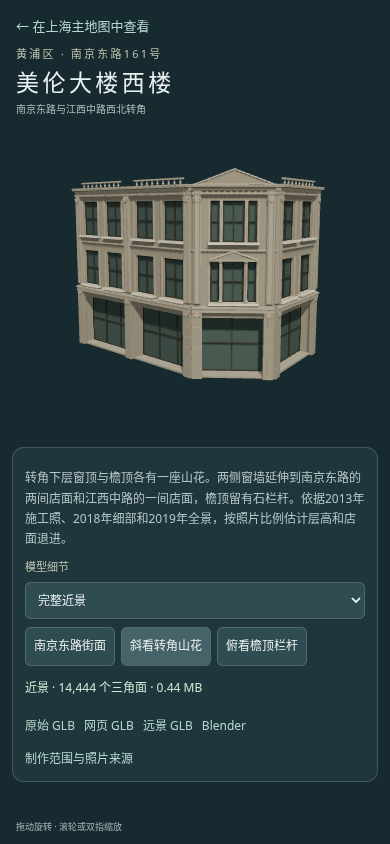 ← 在上海主地图中查看
黄浦区 · 南京东路161号
美伦大楼西楼
南京东路与江西中路西北转角
转角下层窗顶与檐顶各有一座山花。两侧窗墙延伸到南京东路的
两间店面和江西中路的一间店面，檐顶留有石栏杆。依据2013年
施工照、2018年细部和2019年全景，按照片比例估计层高和店
面退进。
模型细节
完整近景
南京东路街面 斜看转角山花 俯看檐顶栏杆
近景 · 14,444 个三角面 · 0.44 MB
原始 GLB 网页 GLB 远景 GLB Blender
制作范围与照片来源
拖动旋转 · 滚轮或双指缩放